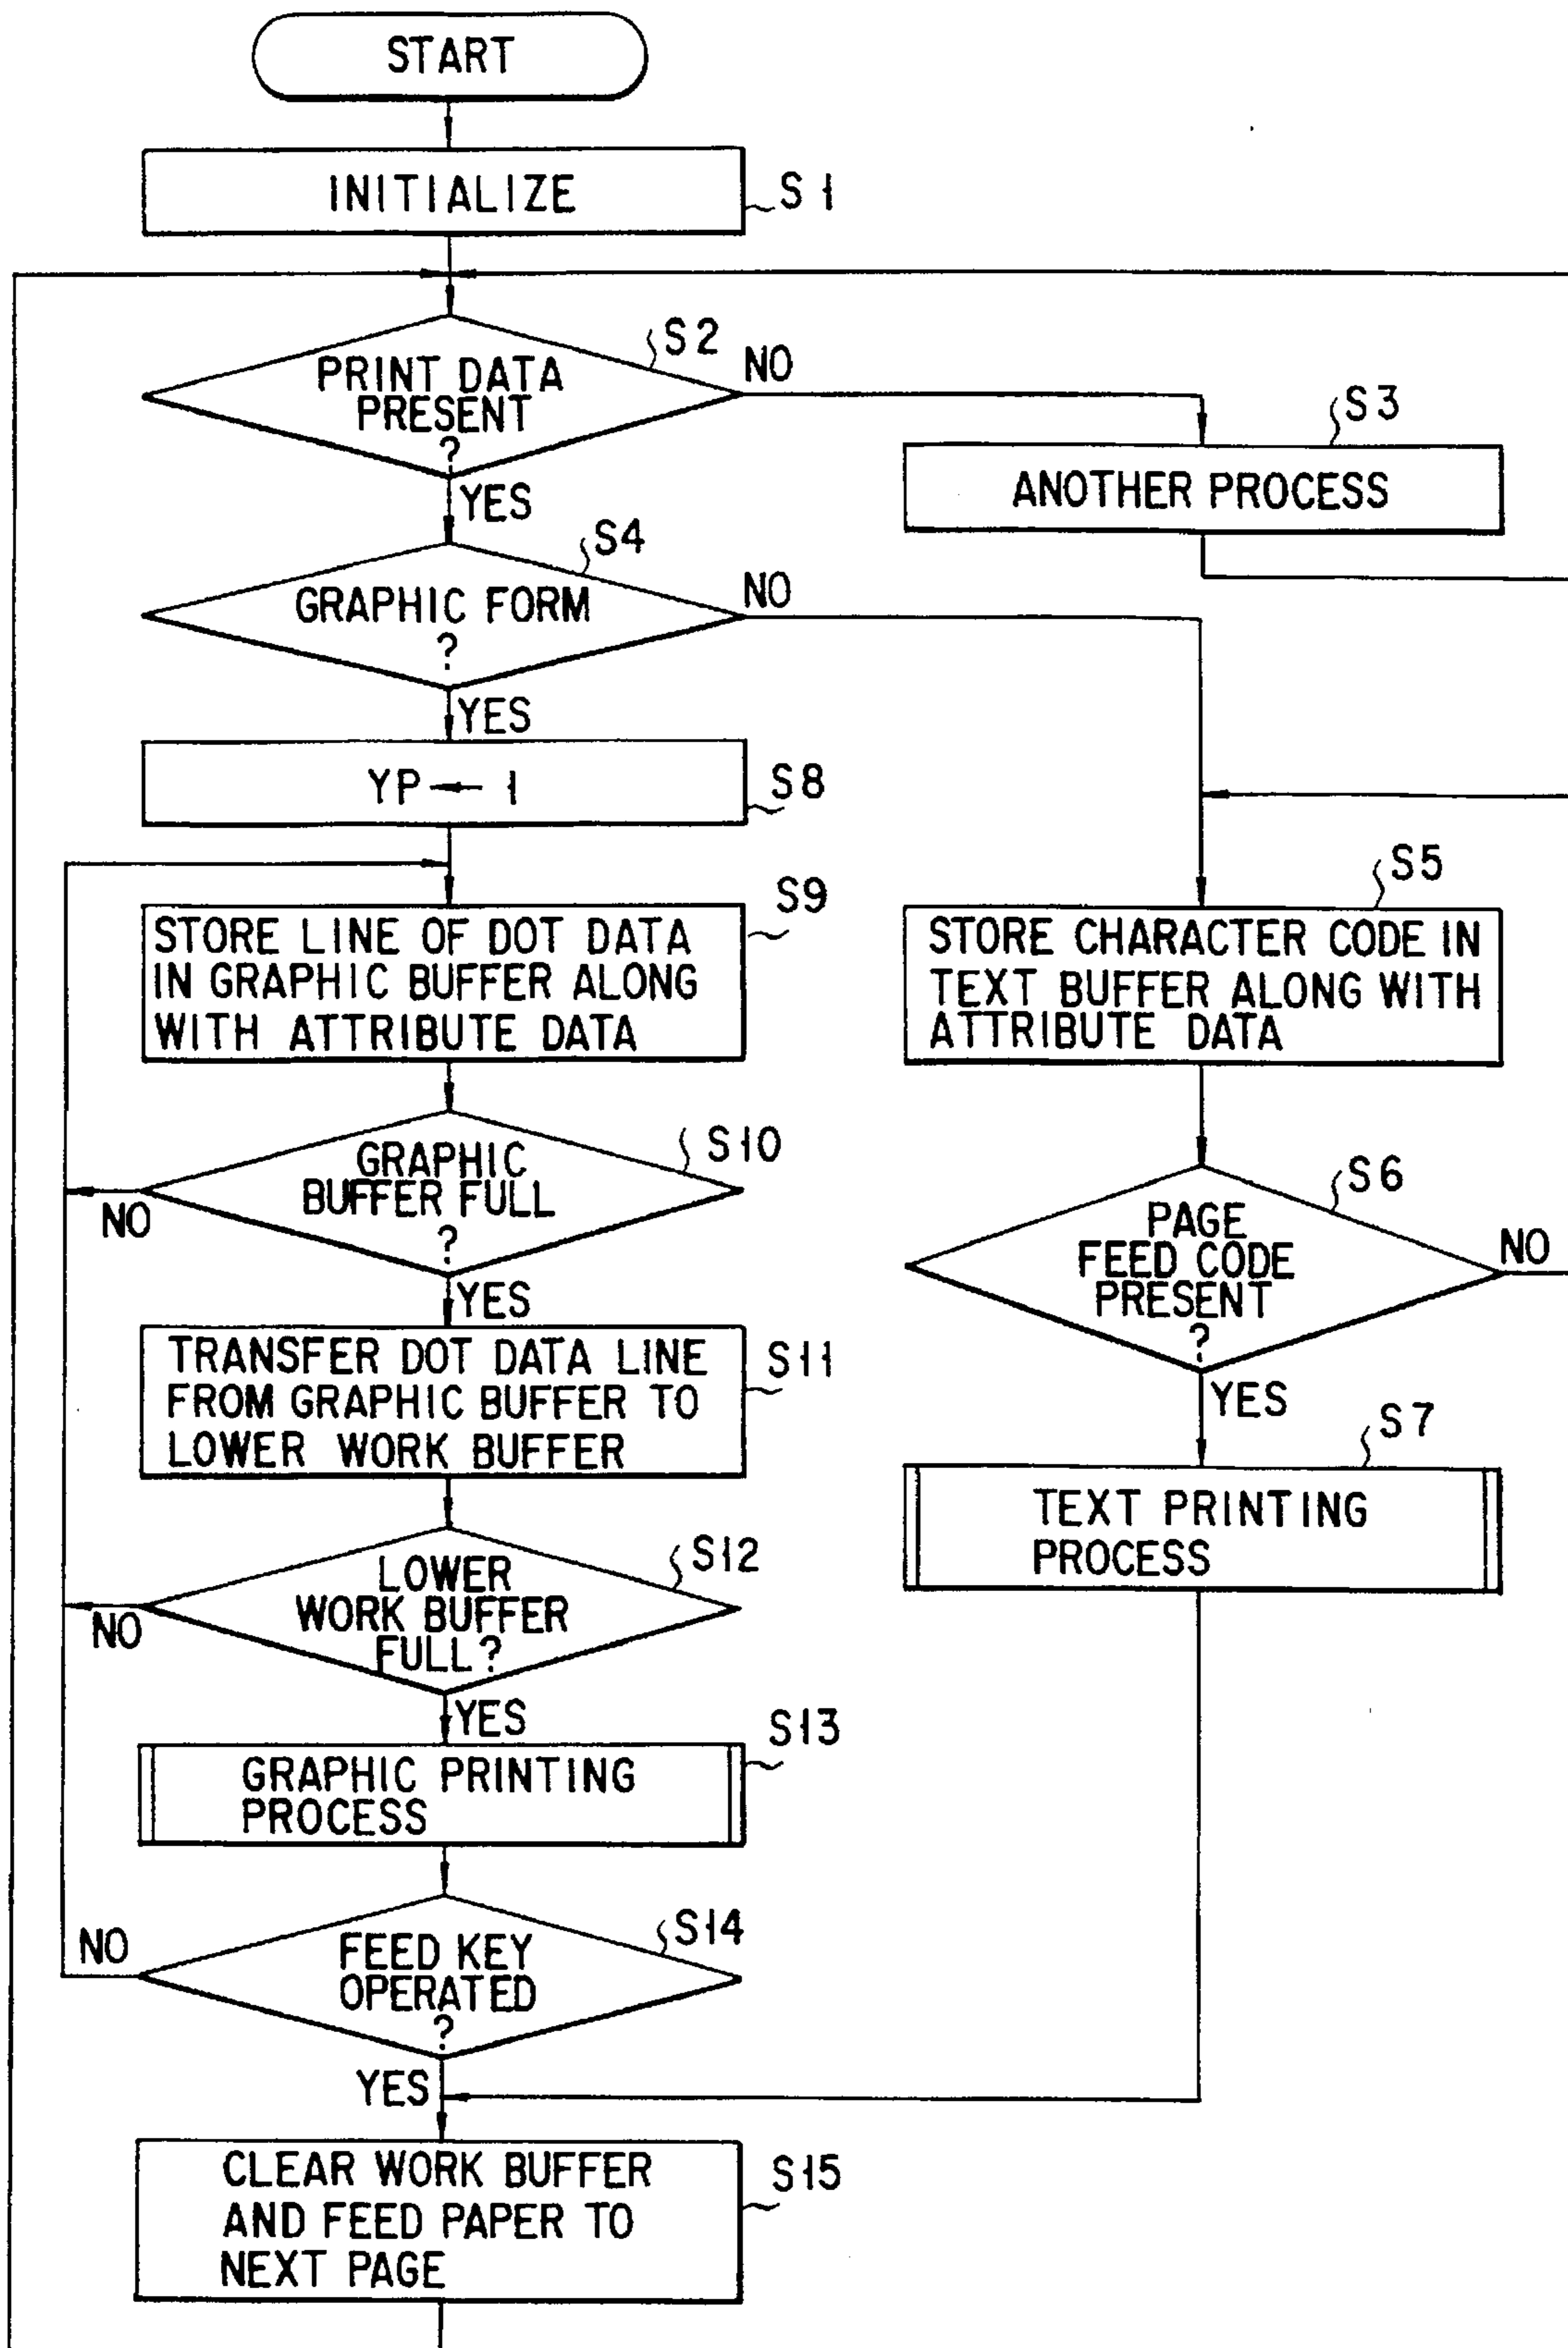 START
INITIALIZE
S1
PRINT DATA
PRESENT
?
S2
NO
YES
ANOTHER PROCESS
S3
GRAPHIC FORM
?
S4
NO
YES
YP ← 1
S8
STORE LINE OF DOT DATA
IN GRAPHIC BUFFER ALONG
WITH ATTRIBUTE DATA
S9
STORE CHARACTER CODE IN
TEXT BUFFER ALONG WITH
ATTRIBUTE DATA
S5
GRAPHIC
BUFFER FULL
?
S10
NO
YES
PAGE
FEED CODE
PRESENT
?
S6
NO
YES
TRANSFER DOT DATA LINE
FROM GRAPHIC BUFFER TO
LOWER WORK BUFFER
S11
TEXT PRINTING
PROCESS
S7
LOWER
WORK BUFFER
FULL?
S12
NO
YES
GRAPHIC PRINTING
PROCESS
S13
FEED KEY
OPERATED
?
S14
NO
YES
CLEAR WORK BUFFER
AND FEED PAPER TO
NEXT PAGE
S15